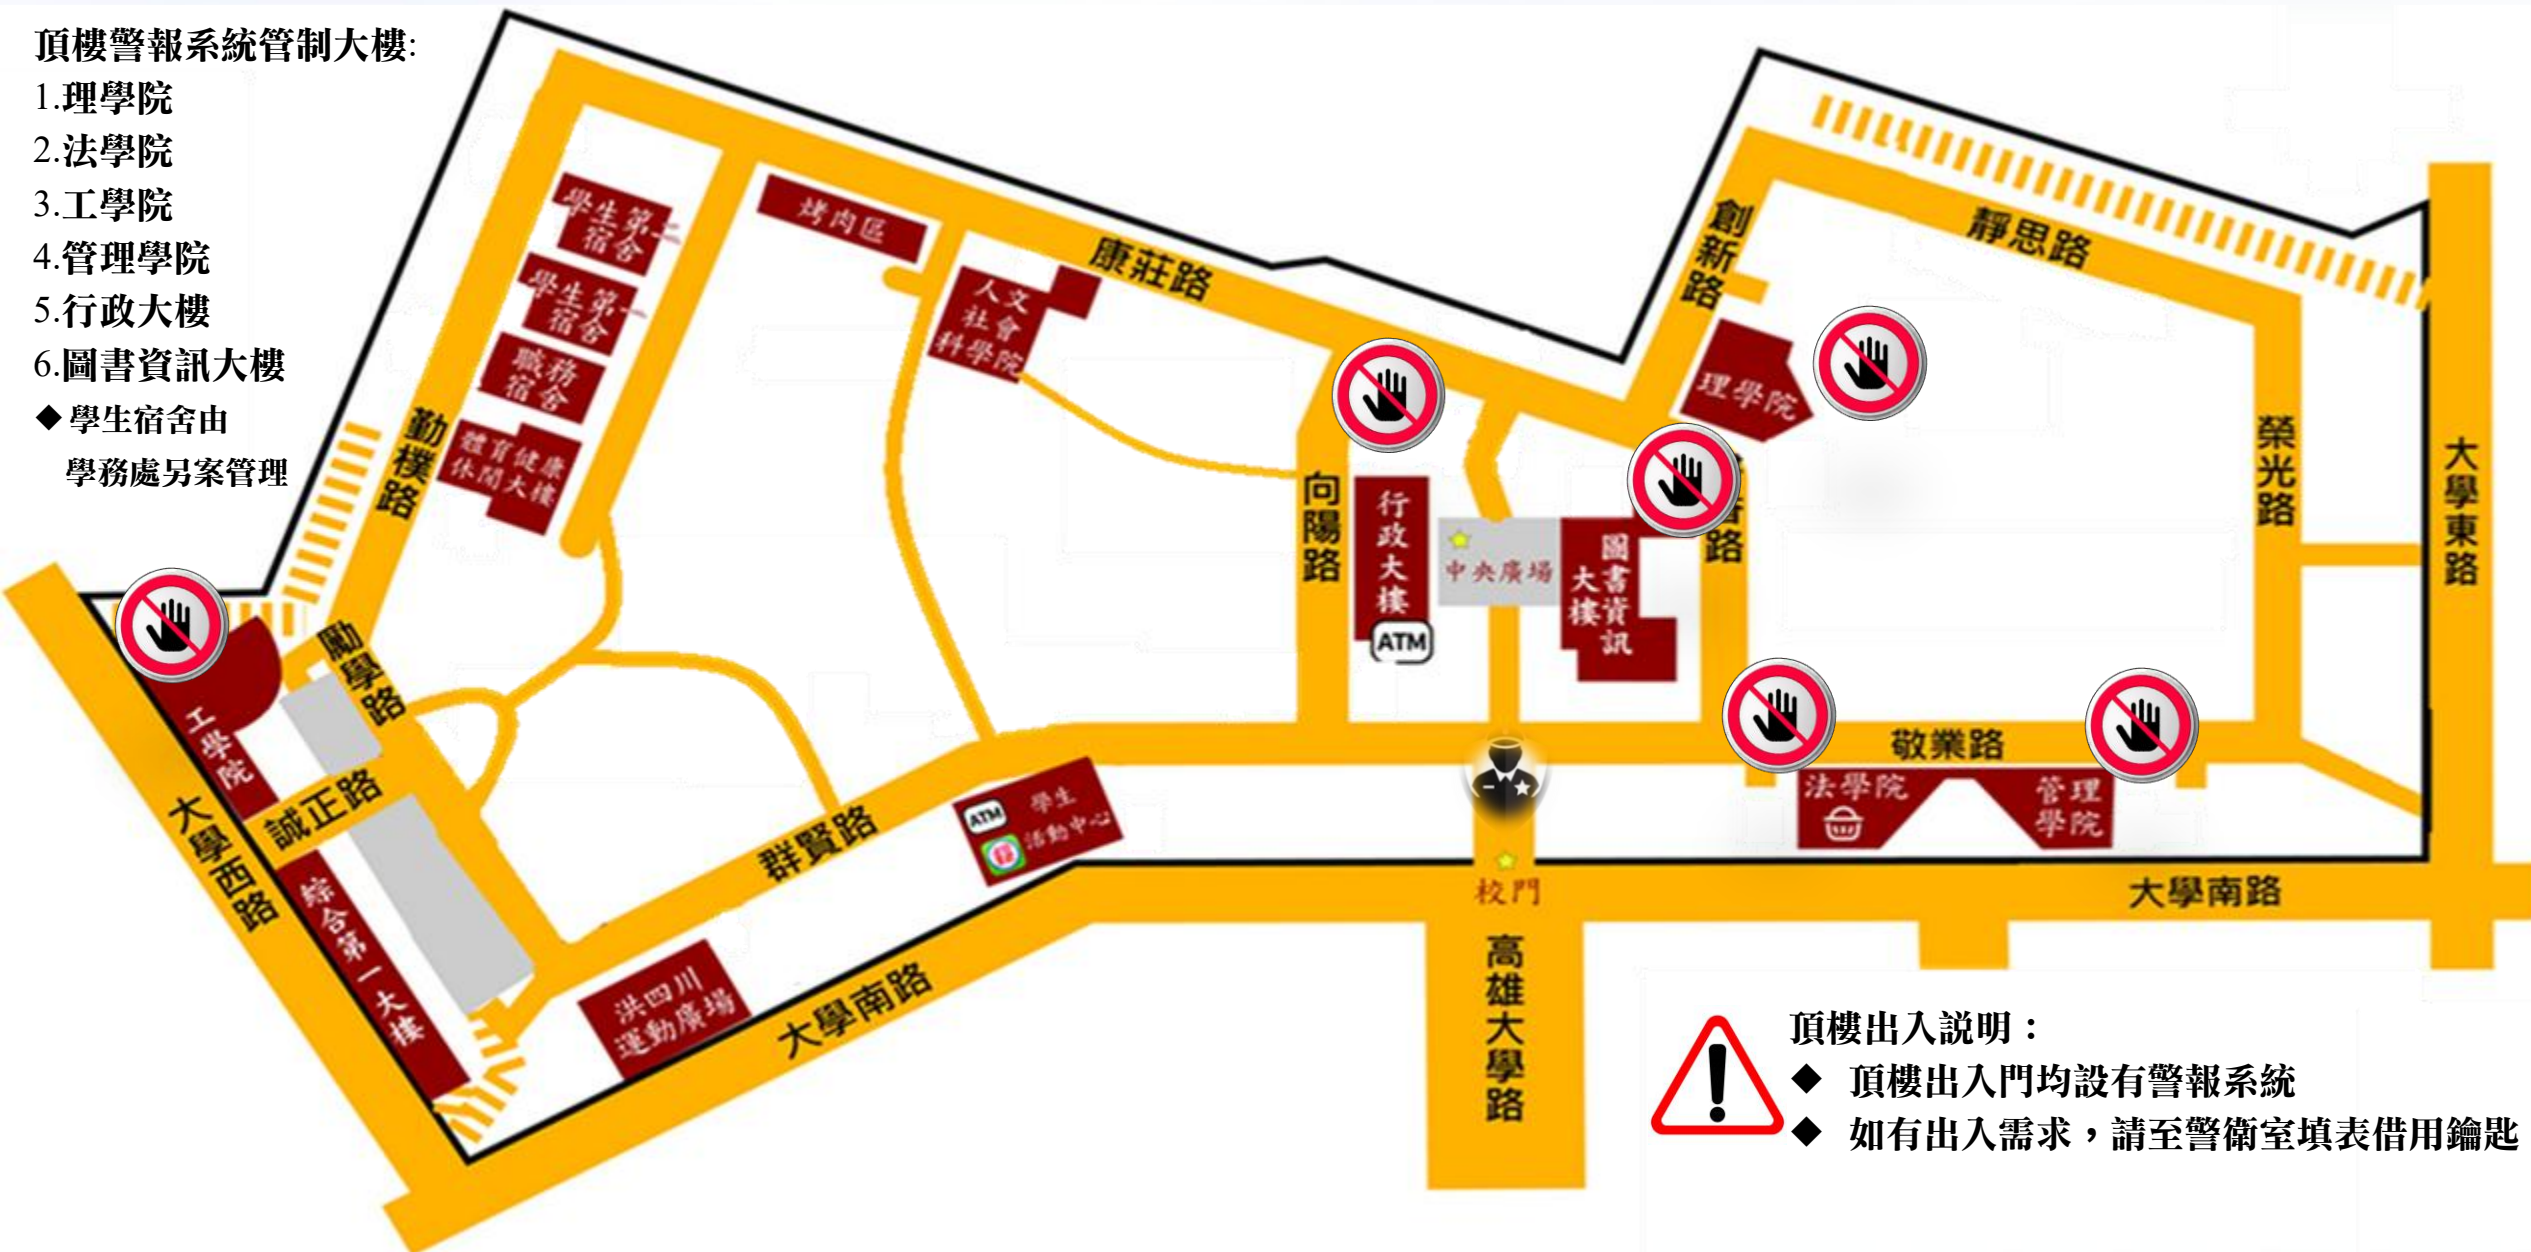 頂樓警報系統管制大樓:
1.理學院
2.法學院
3.工學院
4.管理學院
5.行政大樓
6.圖書資訊大樓
◆ 學生宿舍由
學務處另案管理
學生第二
宿舍
學生第一
宿舍
職務
宿舍
體育健康
休閒大樓
烤肉區
人文
社會
科學院
康莊路
創新路
靜思路
理學院
勤樸路
向陽路
行政大樓
ATM
中央廣場
圖書資訊
大樓
路
榮光路
大學東路
勵學路
工學院
誠正路
大學西路
綜合第一大樓
群賢路
ATM
學生
活動中心
敬業路
法學院
管理
學院
校門
大學南路
洪四川
運動廣場
大學南路
高雄大學路
頂樓出入説明：
◆ 頂樓出入門均設有警報系統
◆ 如有出入需求，請至警衛室填表借用鑰匙